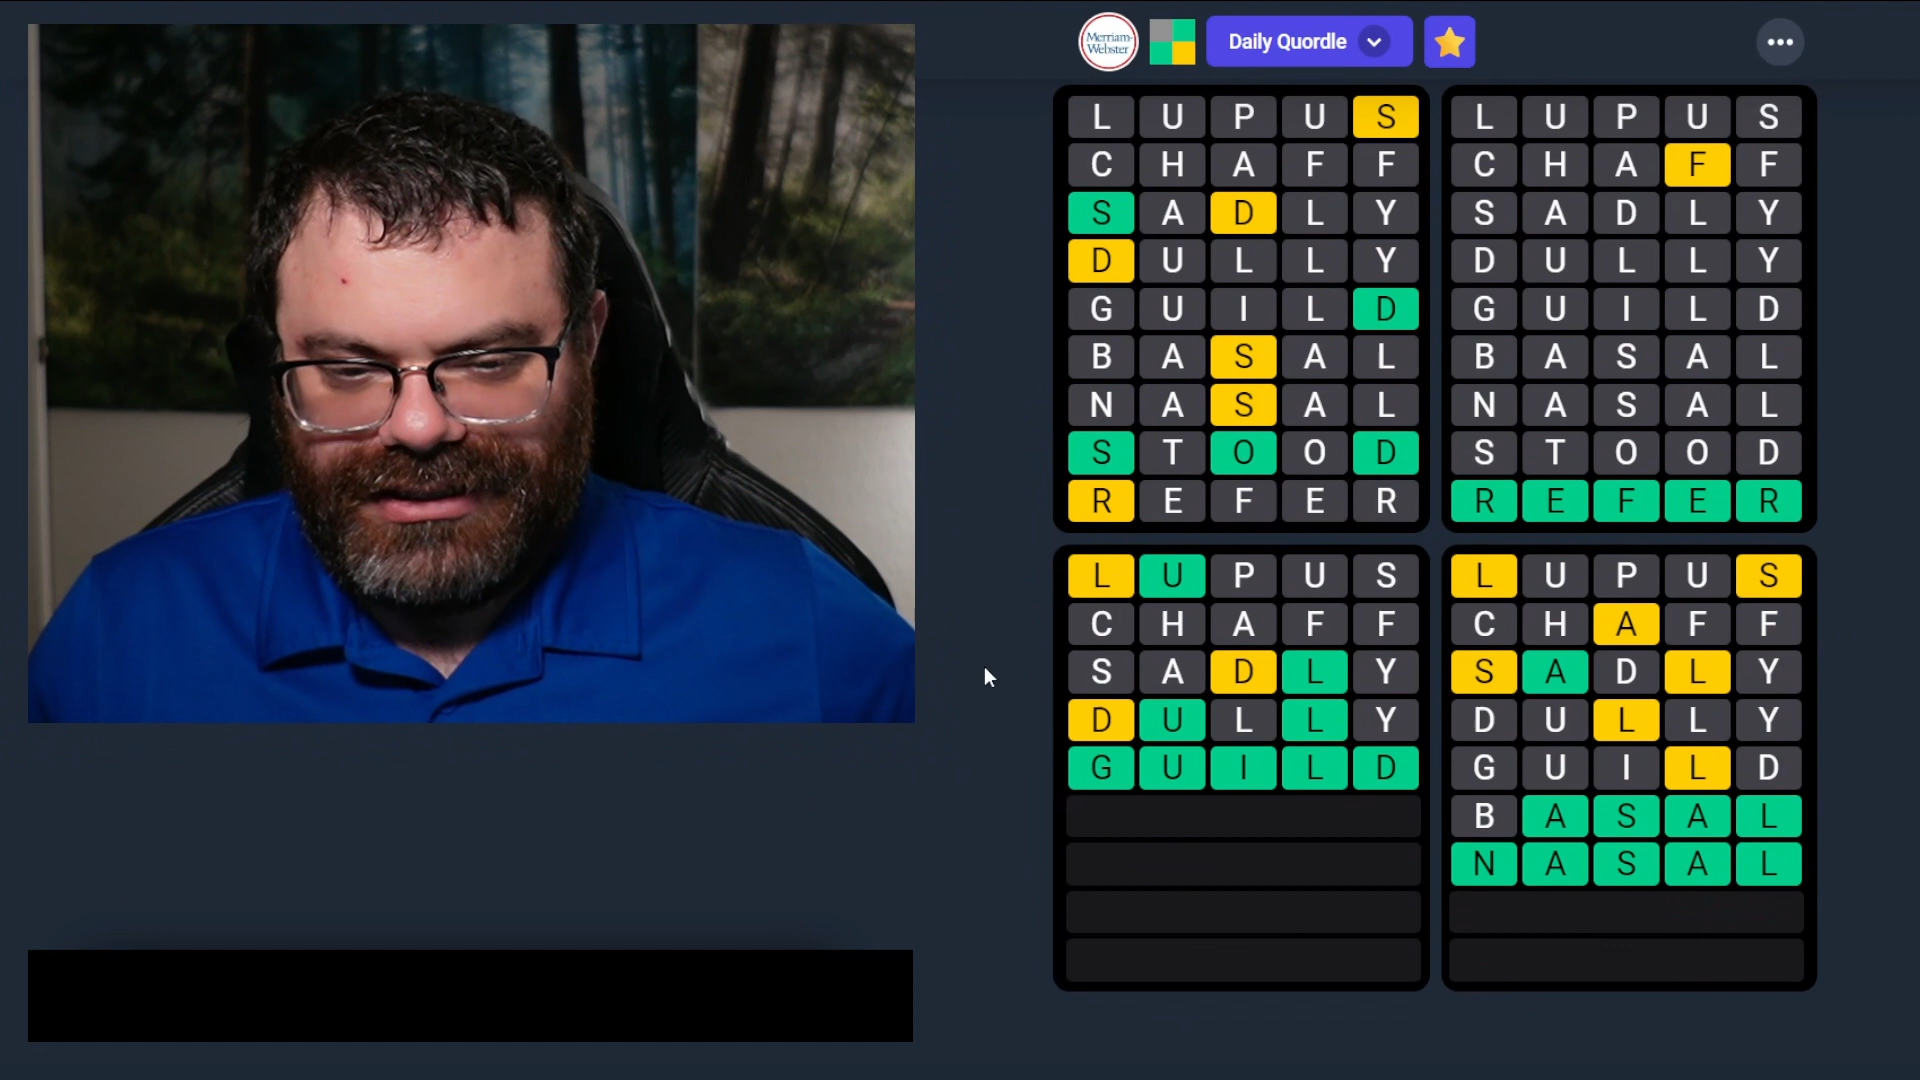 Merriam-
Webster
Daily Quordle
LUPUS
CHAFF
SADLY
DULLY
GUILD
BASAL
NASAL
STOOD
REFER
LUPUS
CHAFF
SADLY
DULLY
GUILD
BASAL
NASAL
STOOD
REFER
LUPUS
CHAFF
SADLY
DULLY
GUILD
LUPUS
CHAFF
SADLY
DULLY
GUILD
BASAL
NASAL